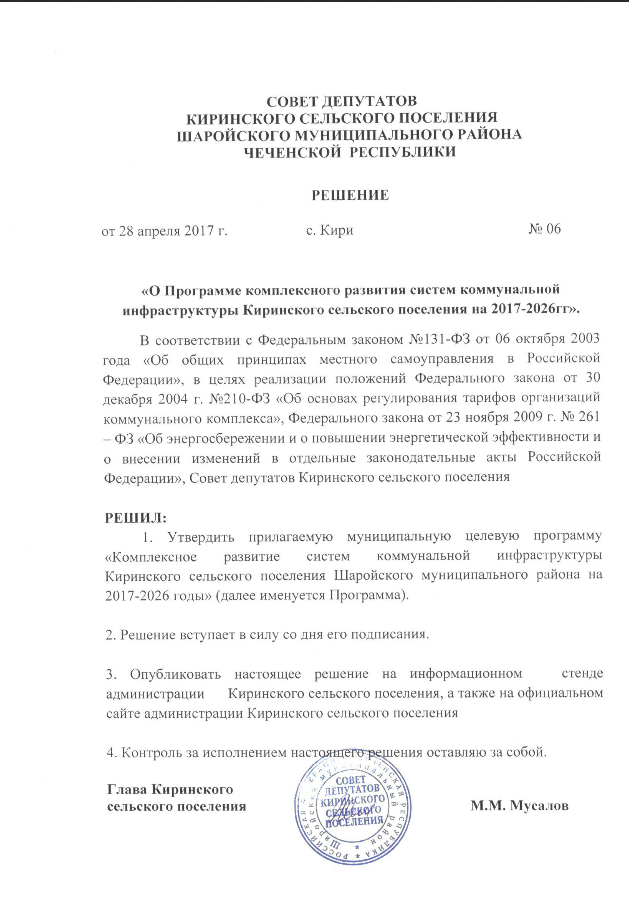 СОВЕТ ДЕПУТАТОВ
КИРИНСКОГО СЕЛЬСКОГО ПОСЕЛЕНИЯ
ШАРОЙСКОГО МУНИЦИПАЛЬНОГО РАЙОНА
ЧЕЧЕНСКОЙ РЕСПУБЛИКИ
РЕШЕНИЕ
от 28 апреля 2017 г. с. Кири № 06
«О Программе комплексного развития систем коммунальной
инфраструктуры Киринского сельского поселения на 2017-2026гг».
В соответствии с Федеральным законом №131-ФЗ от 06 октября 2003
года «Об общих принципах местного самоуправления в Российской
Федерации», в целях реализации положений Федерального закона от 30
декабря 2004 г. №210-ФЗ «Об основах регулирования тарифов организаций
коммунального комплекса», Федерального закона от 23 ноября 2009 г. № 261
– ФЗ «Об энергосбережении и о повышении энергетической эффективности и
о внесении изменений в отдельные законодательные акты Российской
Федерации», Совет депутатов Киринского сельского поселения
РЕШИЛ:
1. Утвердить прилагаемую муниципальную целевую программу
«Комплексное развитие систем коммунальной инфраструктуры
Киринского сельского поселения Шаройского муниципального района на
2017-2026 годы» (далее именуется Программа).
2. Решение вступает в силу со дня его подписания.
3. Опубликовать настоящее решение на информационном стенде
администрации Киринского сельского поселения, а также на официальном
сайте администрации Киринского сельского поселения
4. Контроль за исполнением настоящего решения оставляю за собой.
Глава Киринского
сельского поселения М.М. Мусалов
СОВЕТ
ДЕПУТАТОВ
КИРИНСКОГО
СЕЛЬСКОГО
ПОСЕЛЕНИЯ